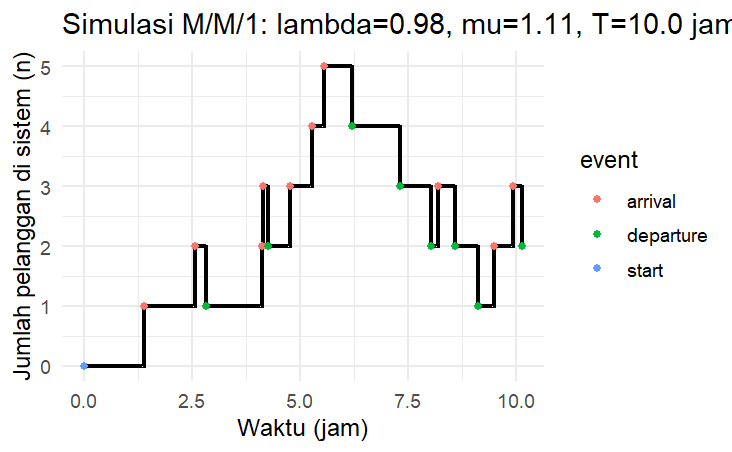 Simulasi M/M/1: lambda=0.98, mu=1.11, T=10.0 jam
Jumlah pelanggan di sistem (n)
5
4
3
2
1
0
0.0 2.5 5.0 7.5 10.0
Waktu (jam)
event
arrival
departure
start